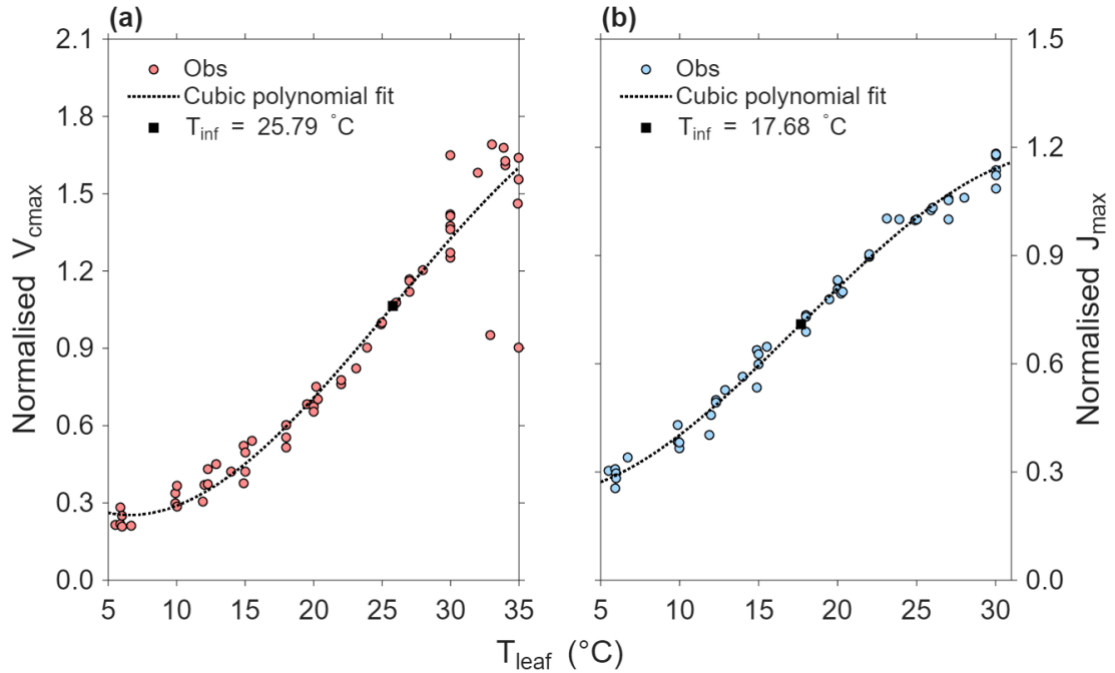 (a)
Obs
Cubic polynomial fit
T_inf = 25.79 °C
Normalised V_cmax
2.1
1.8
1.5
1.2
0.9
0.6
0.3
0.0
5 10 15 20 25 30 35
(b)
Obs
Cubic polynomial fit
T_inf = 17.68 °C
1.5
1.2
0.9
0.6
0.3
0.0
Normalised J_max
5 10 15 20 25 30
T_leaf (°C)